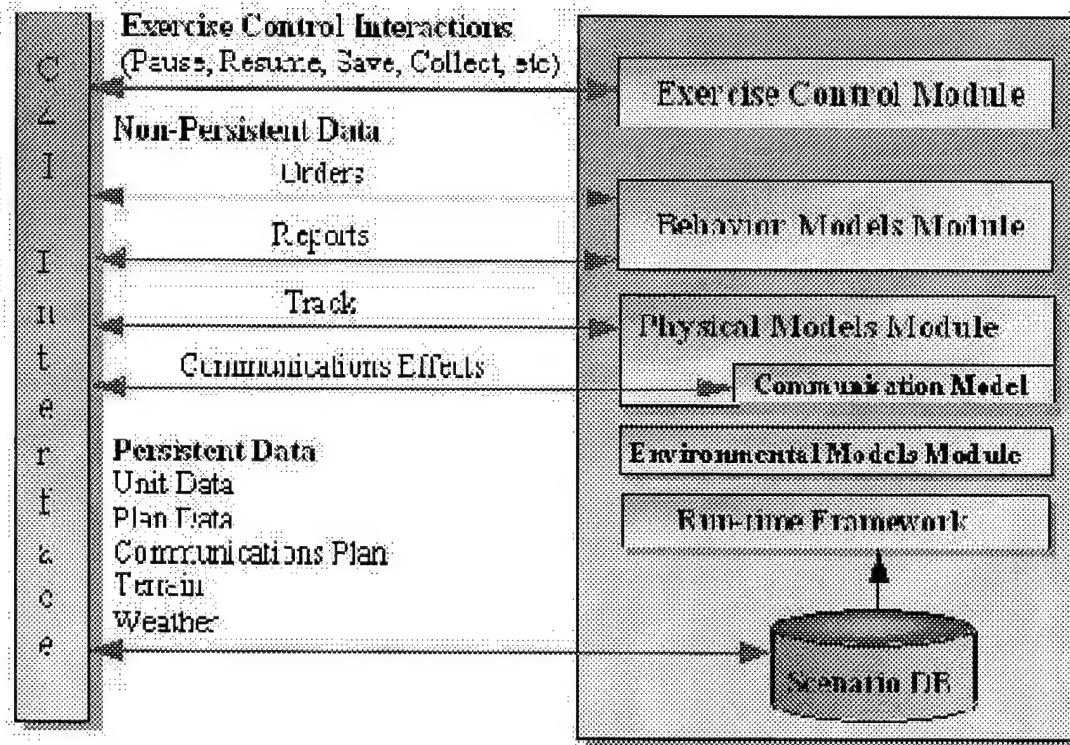 C4I Interface
Exercise Control Interactions
(Pause, Resume, Save, Collect, etc)
Non-Persistent Data
Orders
Reports
Track
Communications Effects
Persistent Data
Unit Data
Plan Data
Communications Plan
Terrain
Weather
Exercise Control Module
Behavior Models Module
Physical Models Module
Communication Model
Environmental Models Module
Run-time Framework
Scenario DB